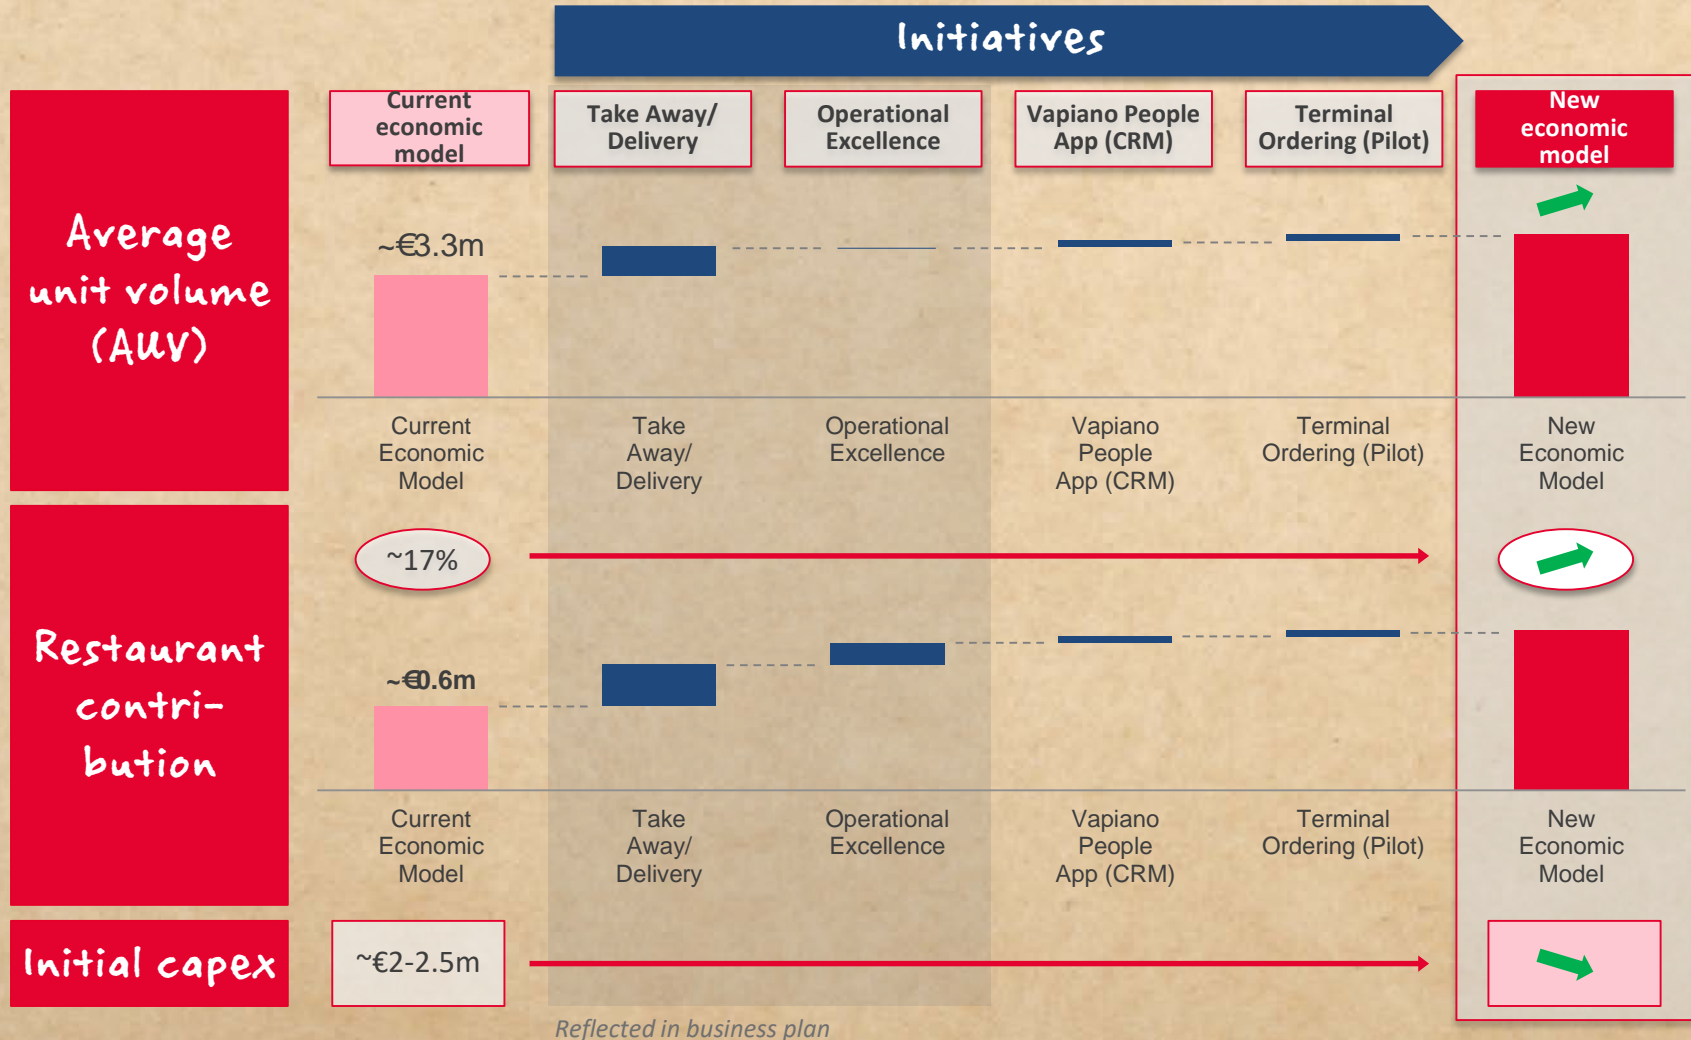 Initiatives
Current
economic
model
Take Away/
Delivery
Operational
Excellence
Vapiano People
App (CRM)
Terminal
Ordering (Pilot)
New
economic
model
Average
unit volume
(AUV)
~€3.3m
Current
Economic
Model
Take
Away/
Delivery
Operational
Excellence
Vapiano
People
App (CRM)
Terminal
Ordering (Pilot)
New
Economic
Model
Restaurant
contri-
bution
~17%
~€0.6m
Current
Economic
Model
Take
Away/
Delivery
Operational
Excellence
Vapiano
People
App (CRM)
Terminal
Ordering (Pilot)
New
Economic
Model
Initial capex
~€2-2.5m
Reflected in business plan